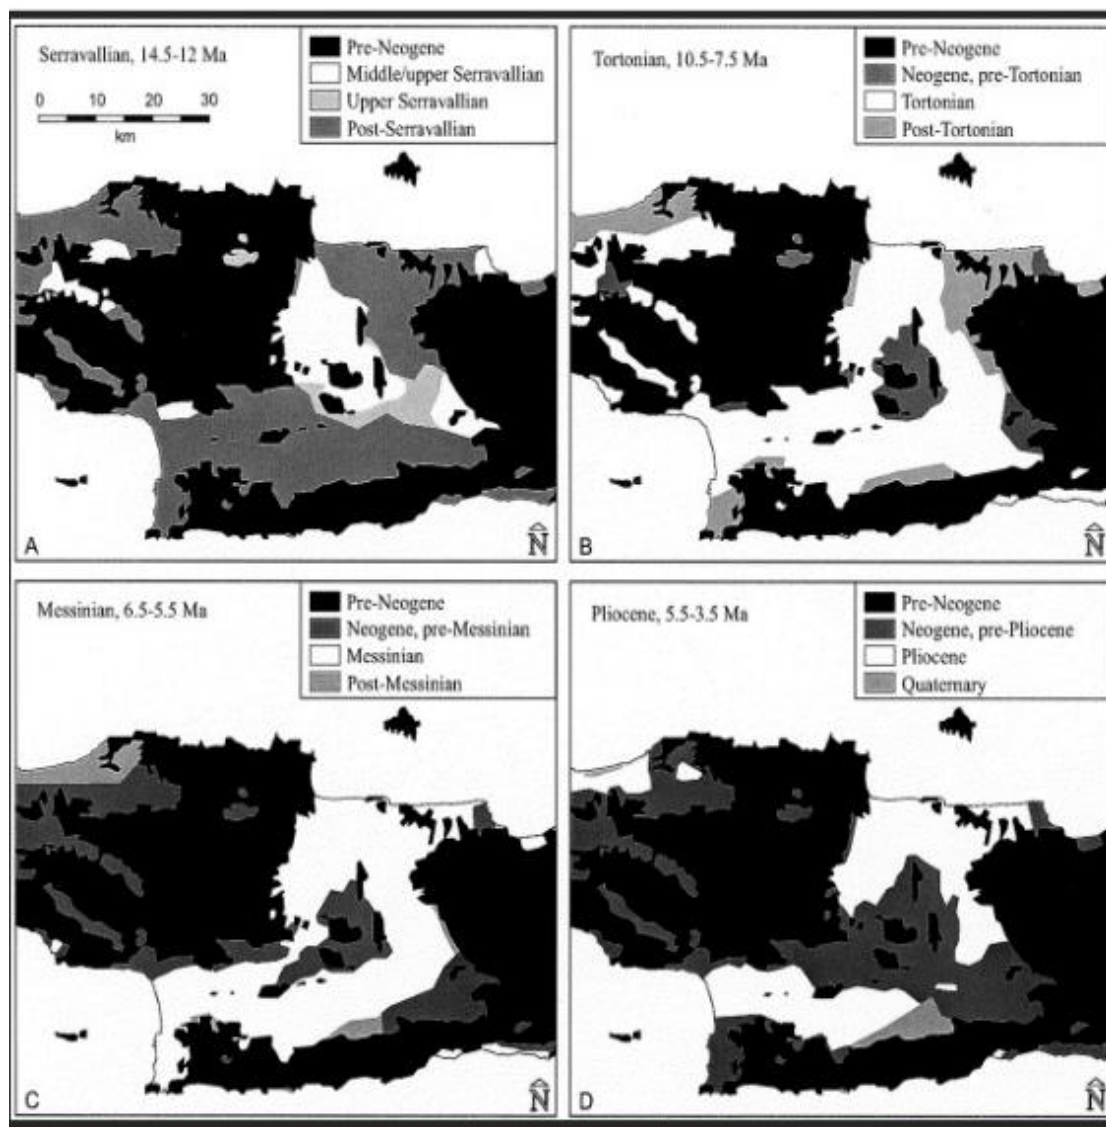 Serravallian, 14.5-12 Ma
0 10 20 30
km
Pre-Neogene
Middle/upper Serravallian
Upper Serravallian
Post-Serravallian
A
N
Tortonian, 10.5-7.5 Ma
Pre-Neogene
Neogene, pre-Tortonian
Tortonian
Post-Tortonian
B
N
Messinian, 6.5-5.5 Ma
Pre-Neogene
Neogene, pre-Messinian
Messinian
Post-Messinian
C
N
Pliocene, 5.5-3.5 Ma
Pre-Neogene
Neogene, pre-Pliocene
Pliocene
Quaternary
D
N